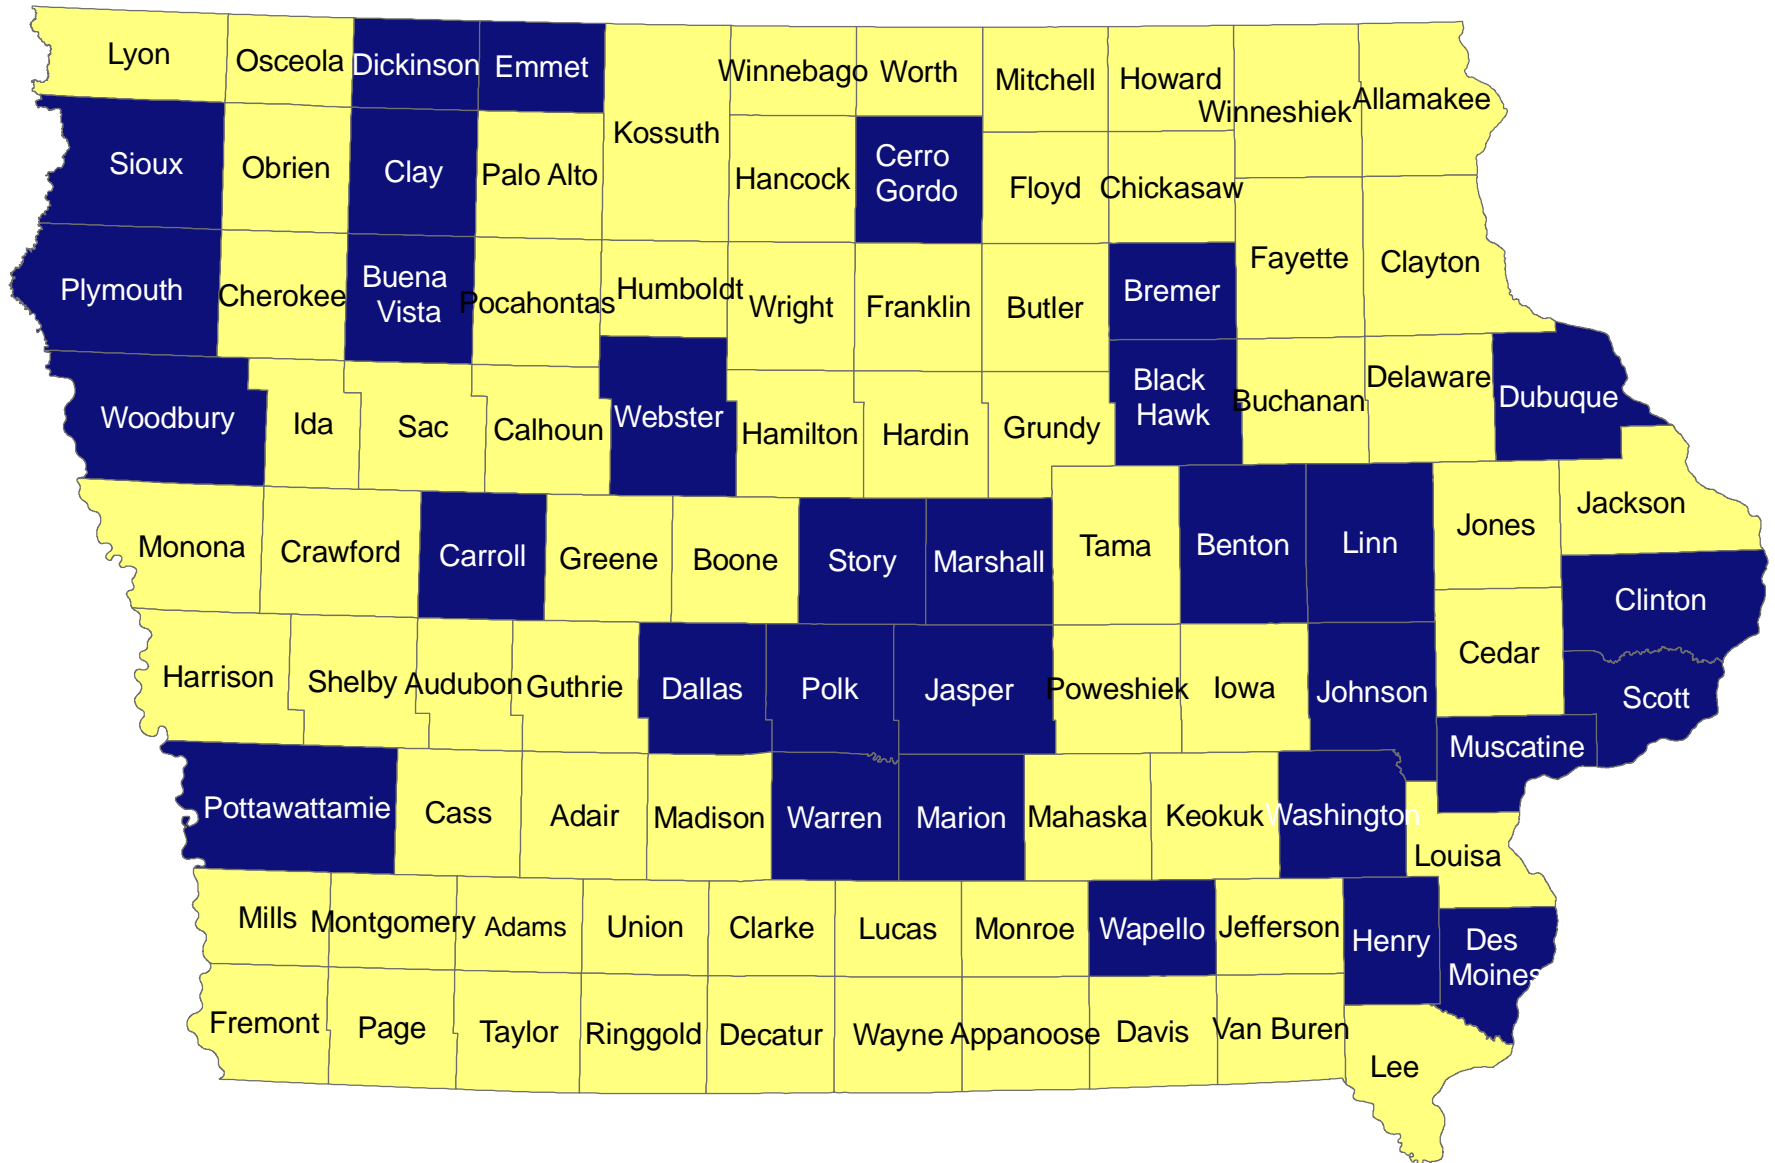 Lyon
Osceola
Dickinson
Emmet
Kossuth
Winnebago
Worth
Mitchell
Howard
Winneshiek
Allamakee
Sioux
Obrien
Clay
Palo Alto
Hancock
Cerro
Gordo
Floyd
Chickasaw
Fayette
Clayton
Plymouth
Cherokee
Buena
Vista
Pocahontas
Humboldt
Wright
Franklin
Butler
Bremer
Black
Hawk
Buchanan
Delaware
Dubuque
Woodbury
Ida
Sac
Calhoun
Webster
Hamilton
Hardin
Grundy
Monona
Crawford
Carroll
Greene
Boone
Story
Marshall
Tama
Benton
Linn
Jones
Jackson
Clinton
Harrison
Shelby
Audubon
Guthrie
Dallas
Polk
Jasper
Poweshiek
Iowa
Johnson
Cedar
Scott
Muscatine
Pottawattamie
Cass
Adair
Madison
Warren
Marion
Mahaska
Keokuk
Washington
Louisa
Mills
Montgomery
Adams
Union
Clarke
Lucas
Monroe
Wapello
Jefferson
Henry
Des
Moines
Fremont
Page
Taylor
Ringgold
Decatur
Wayne
Appanoose
Davis
Van Buren
Lee